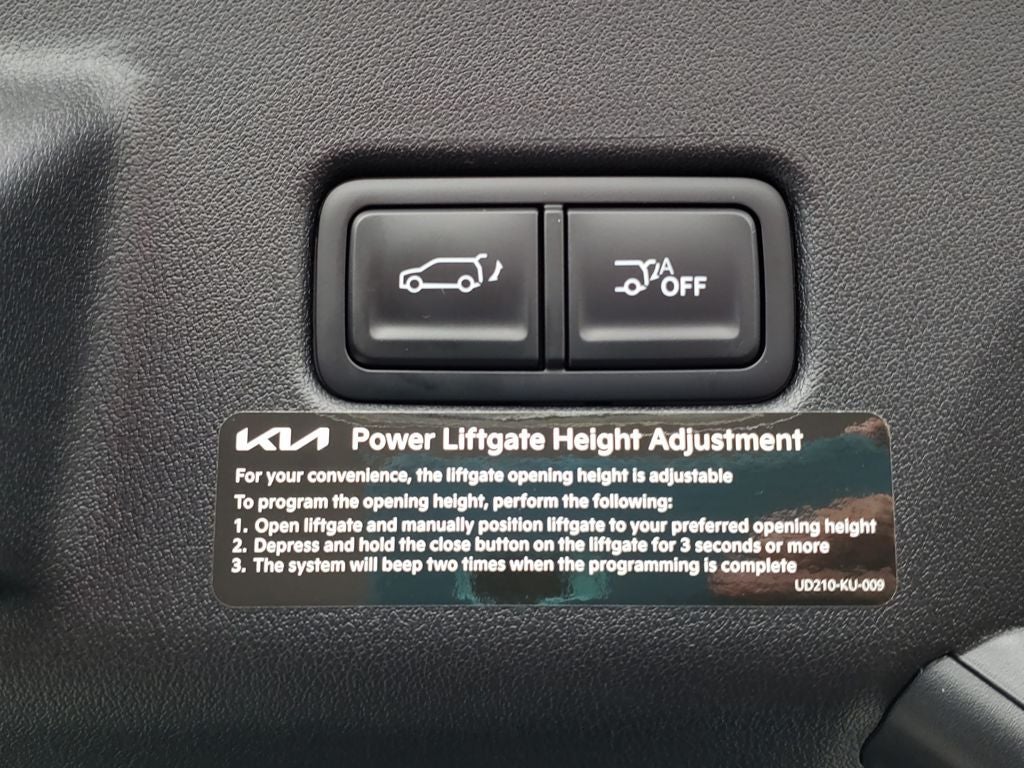 A
OFF
KIA Power Liftgate Height Adjustment
For your convenience, the liftgate opening height is adjustable
To program the opening height, perform the following:
1. Open liftgate and manually position liftgate to your preferred opening height
2. Depress and hold the close button on the liftgate for 3 seconds or more
3. The system will beep two times when the programming is complete
UD210-KU-009